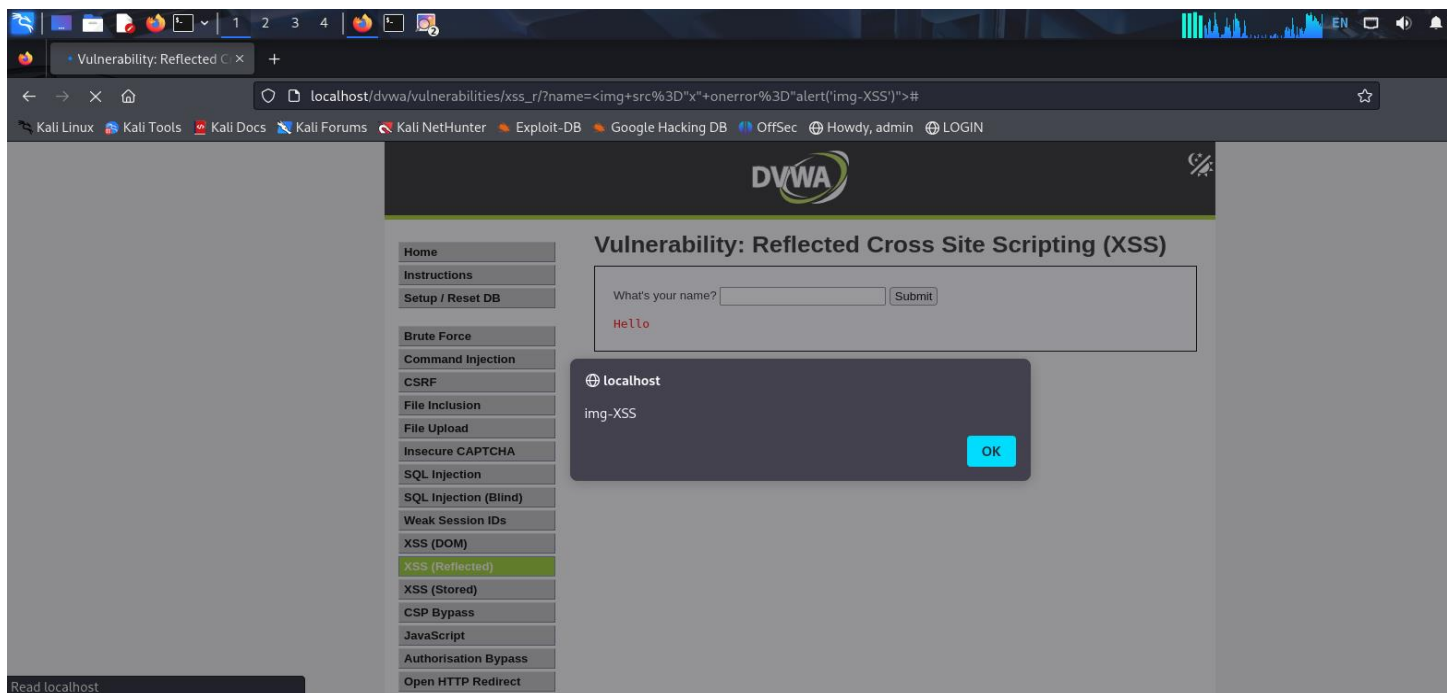 1 2 3 4
EN
Vulnerability: Reflected C
localhost/dvwa/vulnerabilities/xss_r/?name=<img+src%3D"x"+onerror%3D"alert('img-XSS')">#
Kali Linux Kali Tools Kali Docs Kali Forums Kali NetHunter Exploit-DB Google Hacking DB OffSec Howdy, admin LOGIN
DVWA
Home
Instructions
Setup / Reset DB
Brute Force
Command Injection
CSRF
File Inclusion
File Upload
Insecure CAPTCHA
SQL Injection
SQL Injection (Blind)
Weak Session IDs
XSS (DOM)
XSS (Reflected)
XSS (Stored)
CSP Bypass
JavaScript
Authorisation Bypass
Open HTTP Redirect
Vulnerability: Reflected Cross Site Scripting (XSS)
What's your name? Submit
Hello
localhost
img-XSS
OK
Read localhost